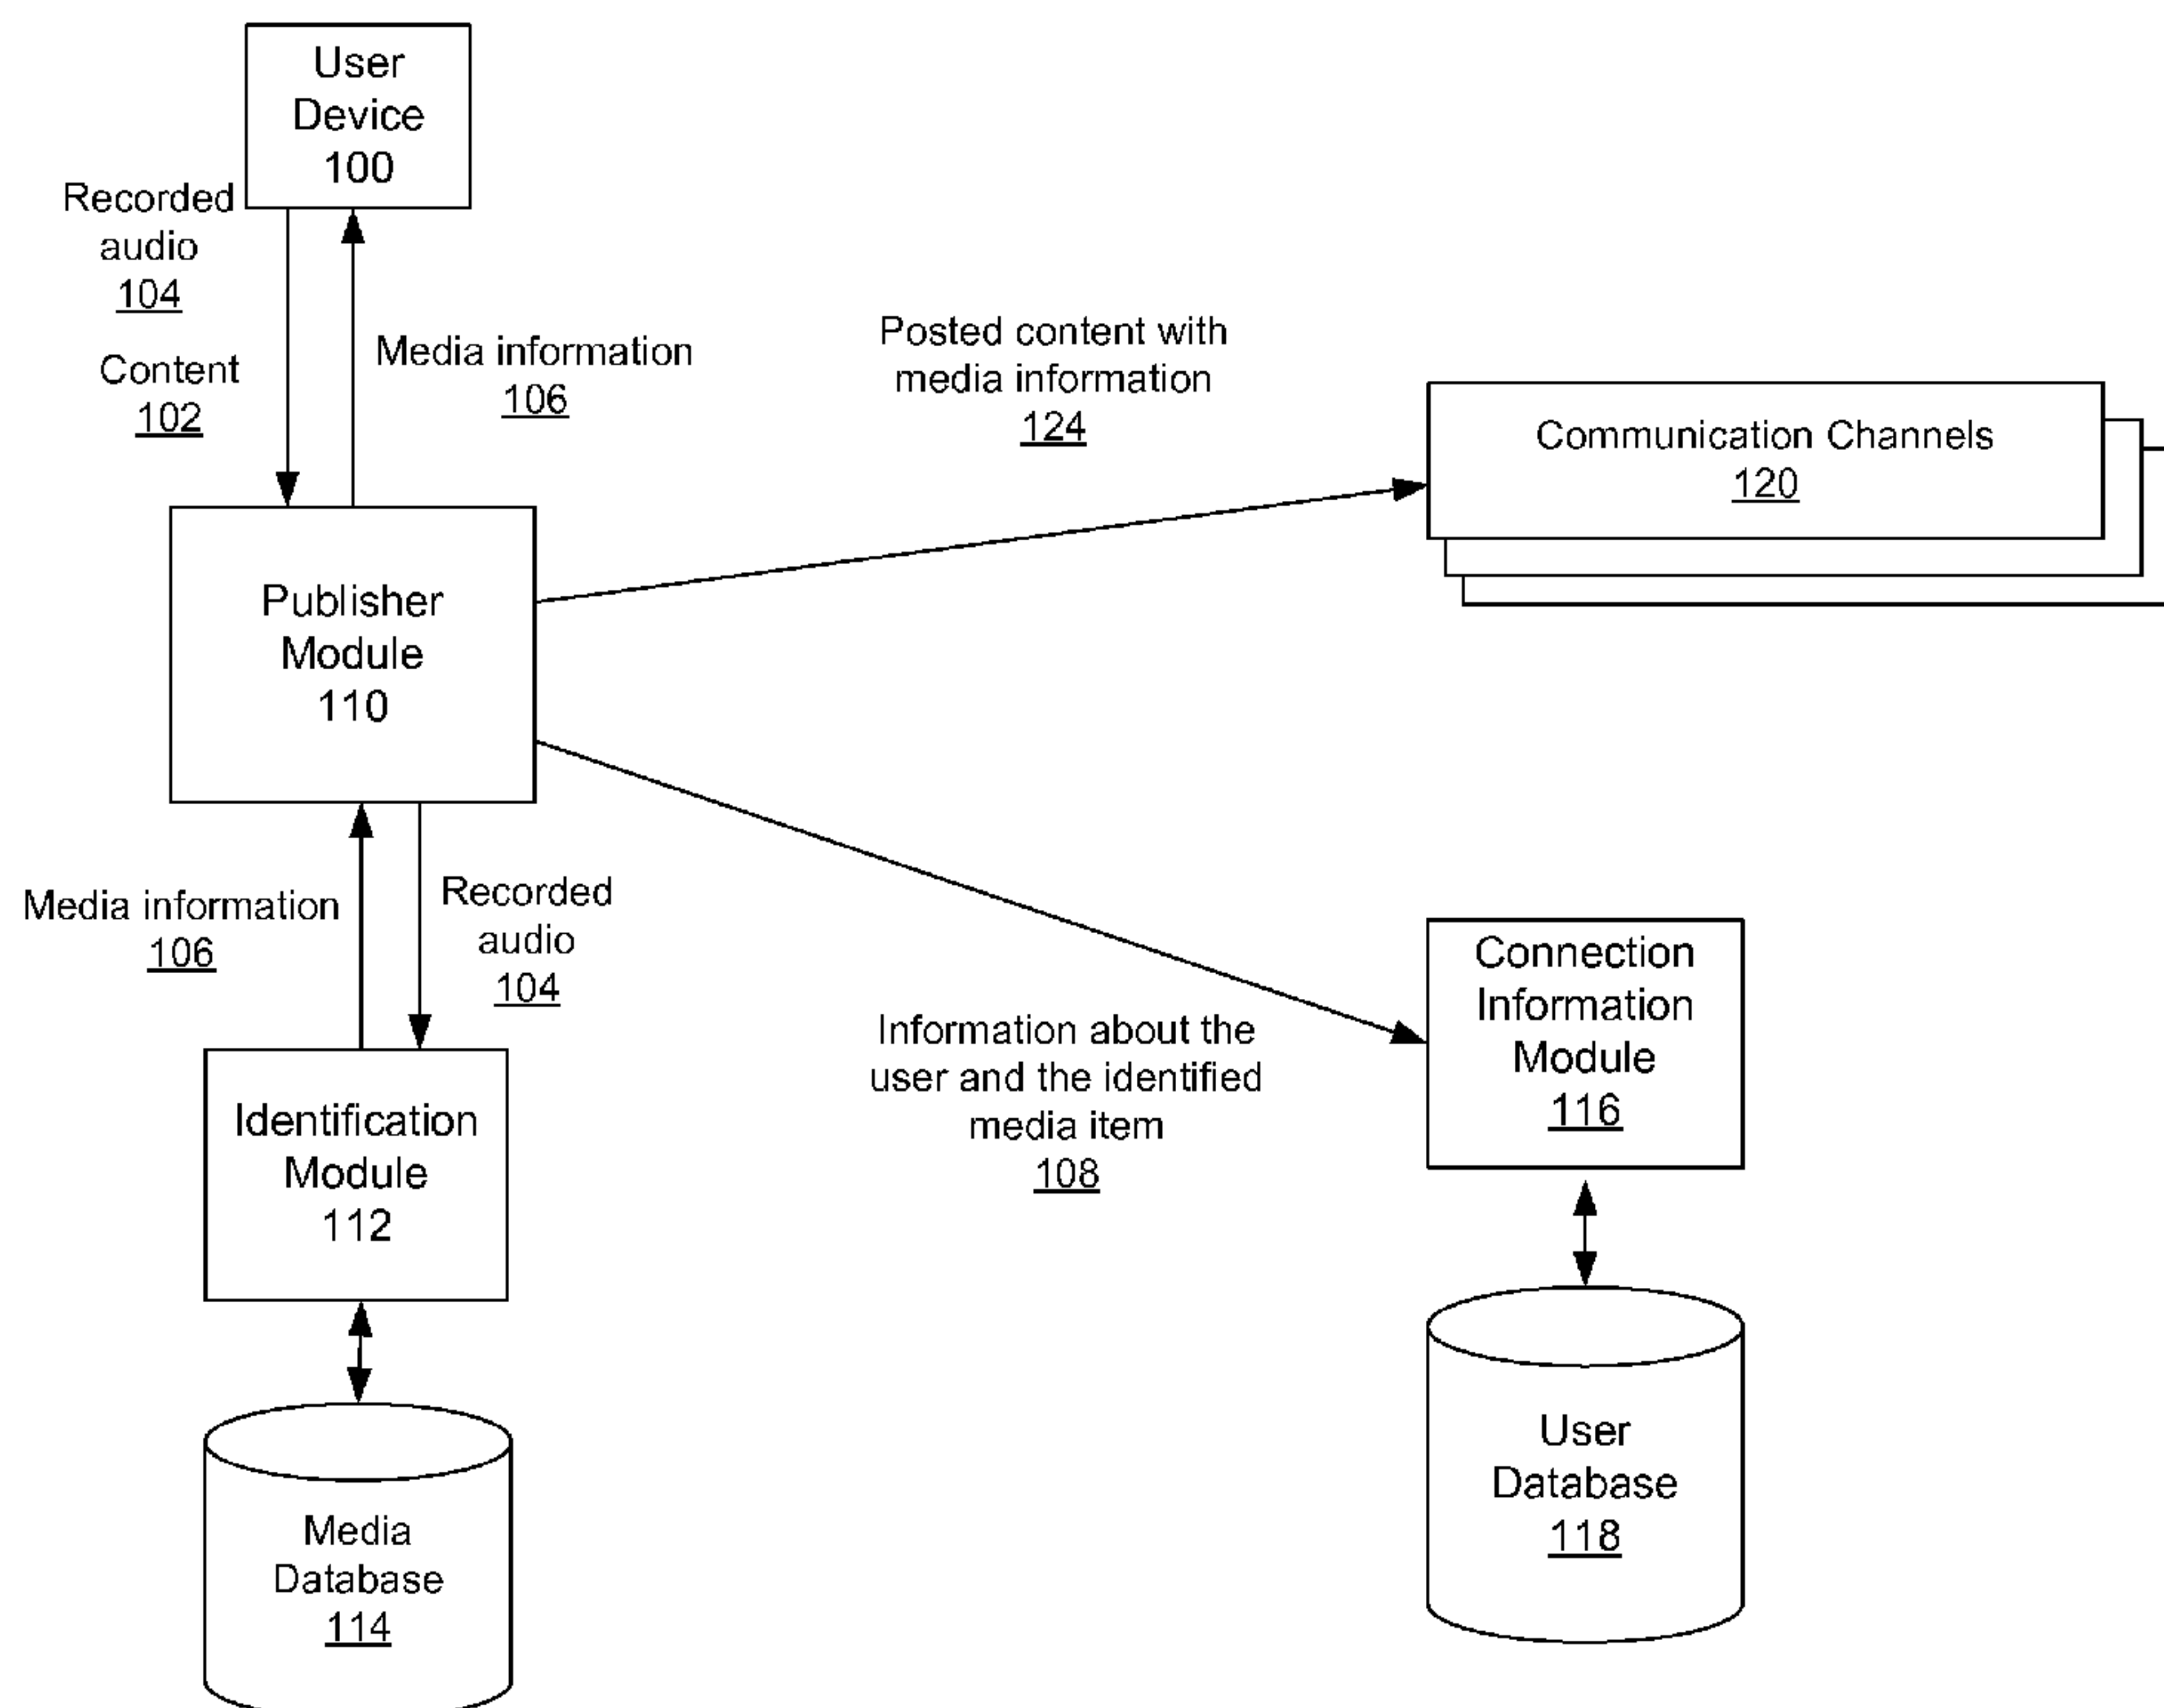 User
Device
100
Recorded
audio
104
Content
102
Media information
106
Posted content with
media information
124
Communication Channels
120
Publisher
Module
110
Media information
106
Recorded
audio
104
Information about the
user and the identified
media item
108
Connection
Information
Module
116
Identification
Module
112
User
Database
118
Media
Database
114